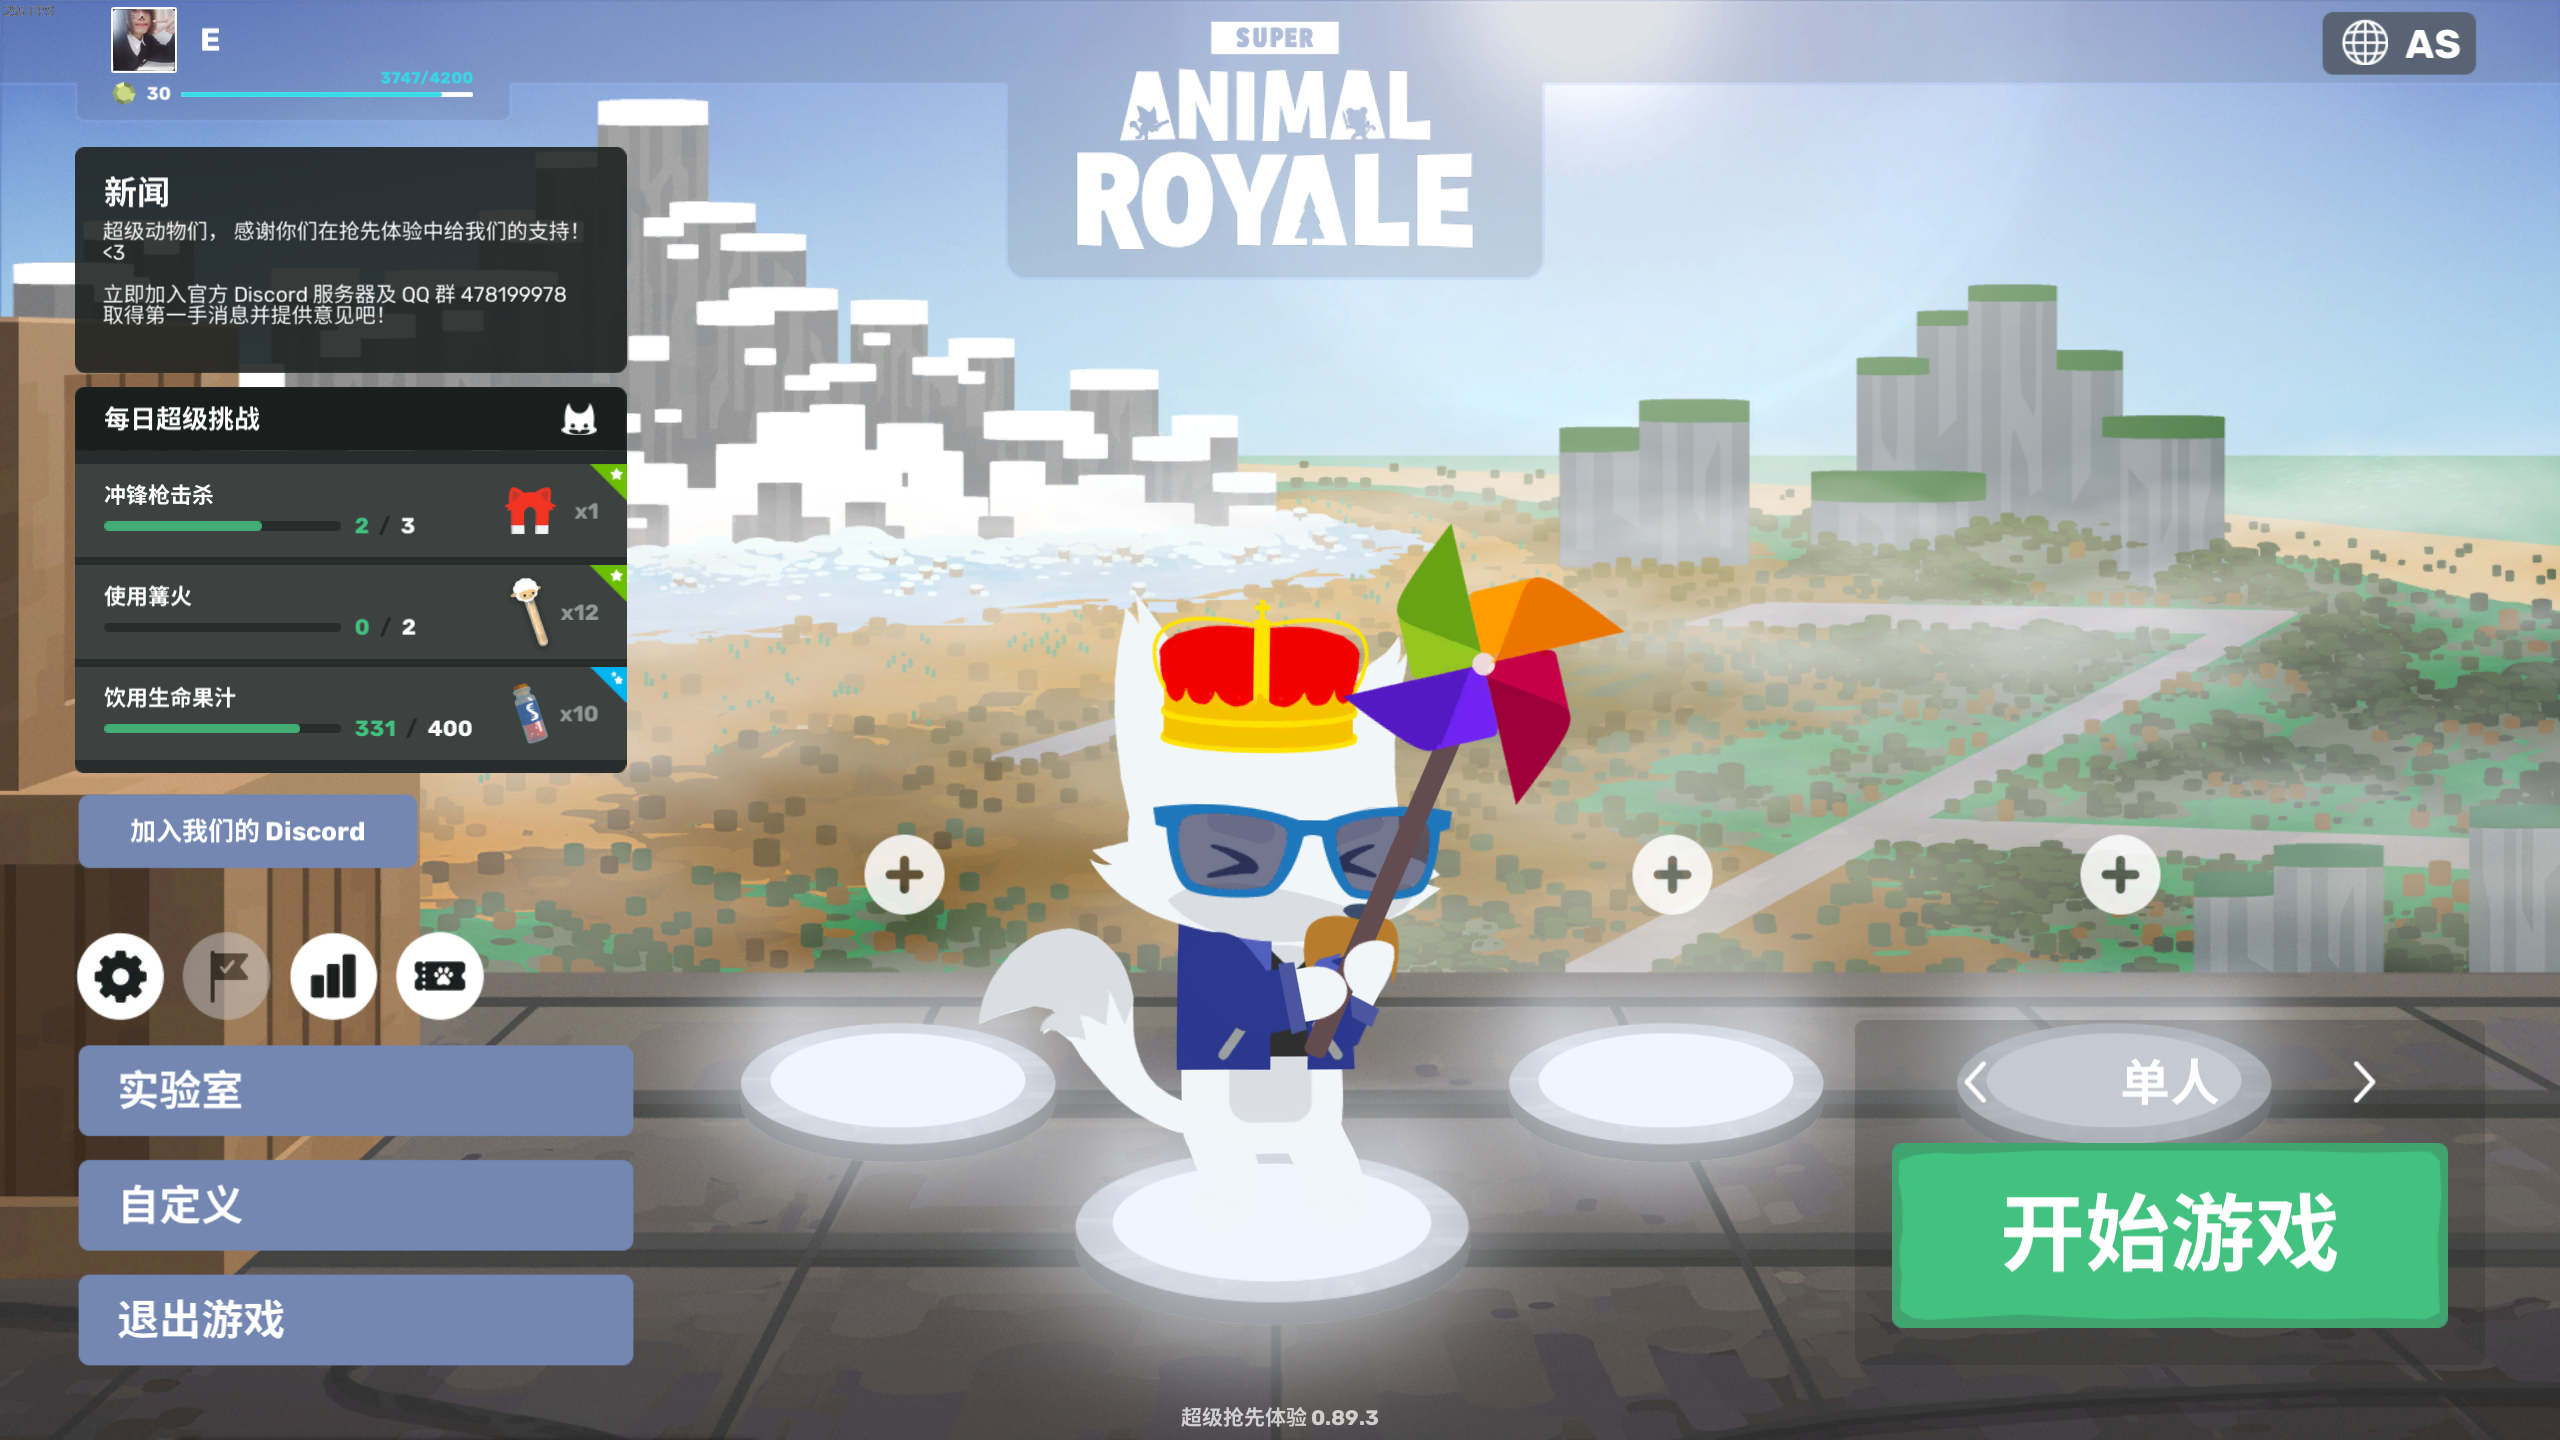 E
3747/4200
30
SUPER
ANIMAL
ROYALE
AS
新闻
超级动物们， 感谢你们在抢先体验中给我们的支持！
<3
立即加入官方 Discord 服务器及 QQ 群 478199978
取得第一手消息并提供意见吧！
每日超级挑战
冲锋枪击杀
2 / 3
x1
使用篝火
0 / 2
x12
饮用生命果汁
331 / 400
x10
加入我们的 Discord
实验室
自定义
退出游戏
单人
开始游戏
超级抢先体验 0.89.3